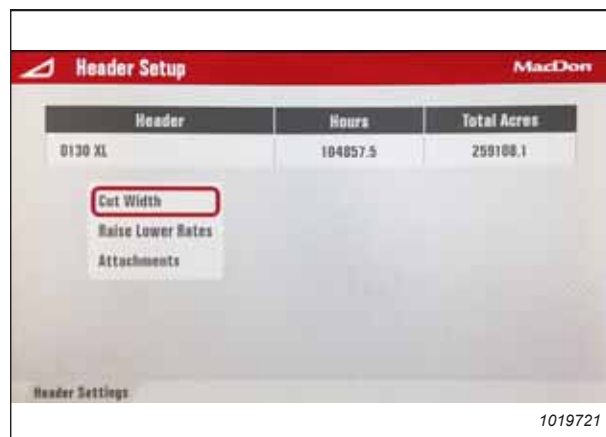 Header Setup MacDon
Header Hours Total Acres
D130 XL 104857.5 259108.1
Cut Width
Raise Lower Rates
Attachments
Header Settings
1019721